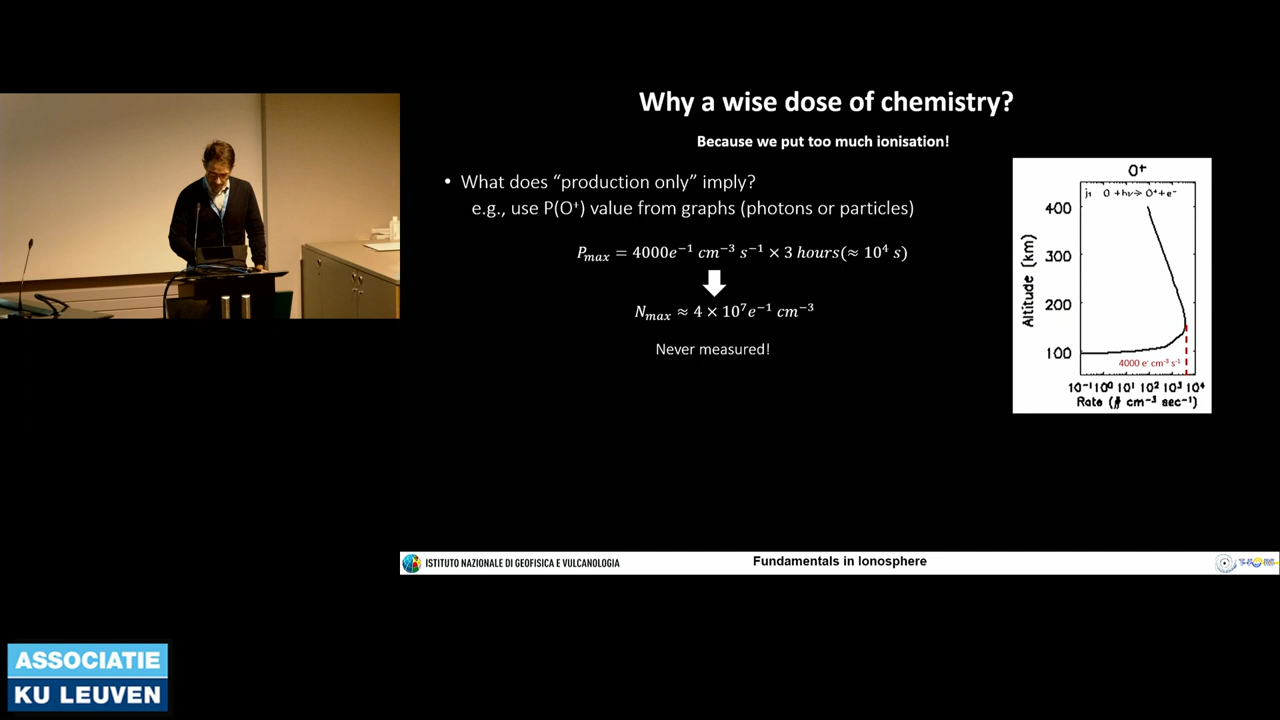 Why a wise dose of chemistry?
Because we put too much ionisation!
• What does “production only” imply?
e.g., use P(O⁺) value from graphs (photons or particles)
P_max = 4000e⁻¹ cm⁻³ s⁻¹ × 3 hours(≈ 10⁴ s)
N_max ≈ 4 × 10⁷e⁻¹ cm⁻³
Never measured!
O⁺
j₁ O + hν → O⁺ + e⁻
400
300
200
100
Altitude (km)
4000 e⁻ cm⁻³ s⁻¹
10⁻¹ 10⁰ 10¹ 10² 10³ 10⁴
Rate (# cm⁻³ sec⁻¹)
ISTITUTO NAZIONALE DI GEOFISICA E VULCANOLOGIA
Fundamentals in Ionosphere
ASSOCIATIE
KU LEUVEN